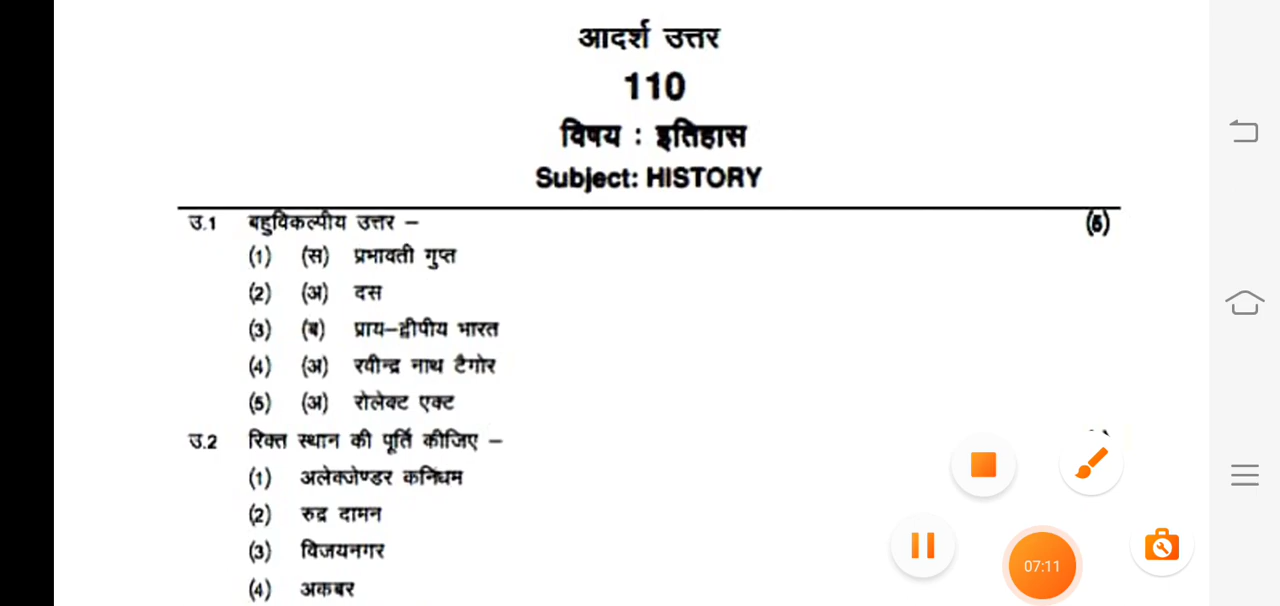 आदर्श उत्तर
110
विषय : इतिहास
Subject: HISTORY
उ.1 बहुविकल्पीय उत्तर – (5)
(1) (स) प्रभावती गुप्त
(2) (अ) दस
(3) (ब) प्राय–द्वीपीय भारत
(4) (अ) रवीन्द्र नाथ टैगोर
(5) (अ) रोलेक्ट एक्ट
उ.2 रिक्त स्थान की पूर्ति कीजिए –
(1) अलेक्जेण्डर कनिंघम
(2) रुद्र दामन
(3) विजयनगर
(4) अकबर
07:11